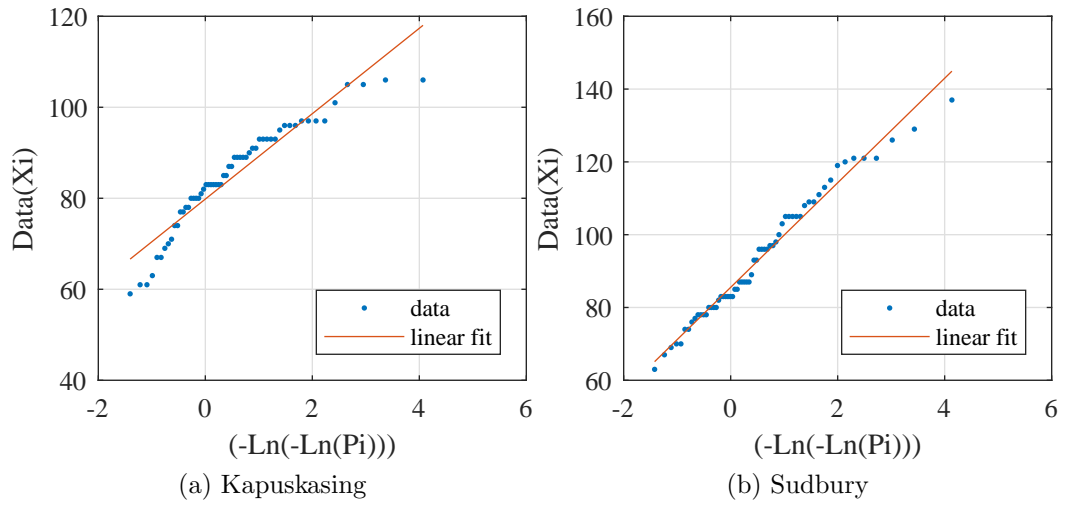 120
100
80
60
40
-2
0
2
4
6
Data(Xi)
(-Ln(-Ln(Pi)))
data
linear fit
(a) Kapuskasing
160
140
120
100
80
60
-2
0
2
4
6
Data(Xi)
(-Ln(-Ln(Pi)))
data
linear fit
(b) Sudbury